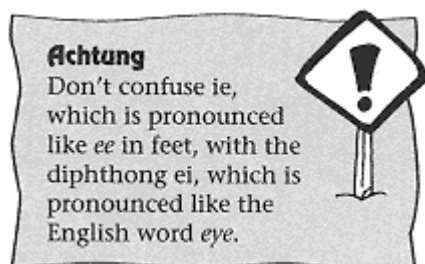 Achtung
Don't confuse ie,
which is pronounced
like ee in feet, with the
diphthong ei, which is
pronounced like the
English word eye.